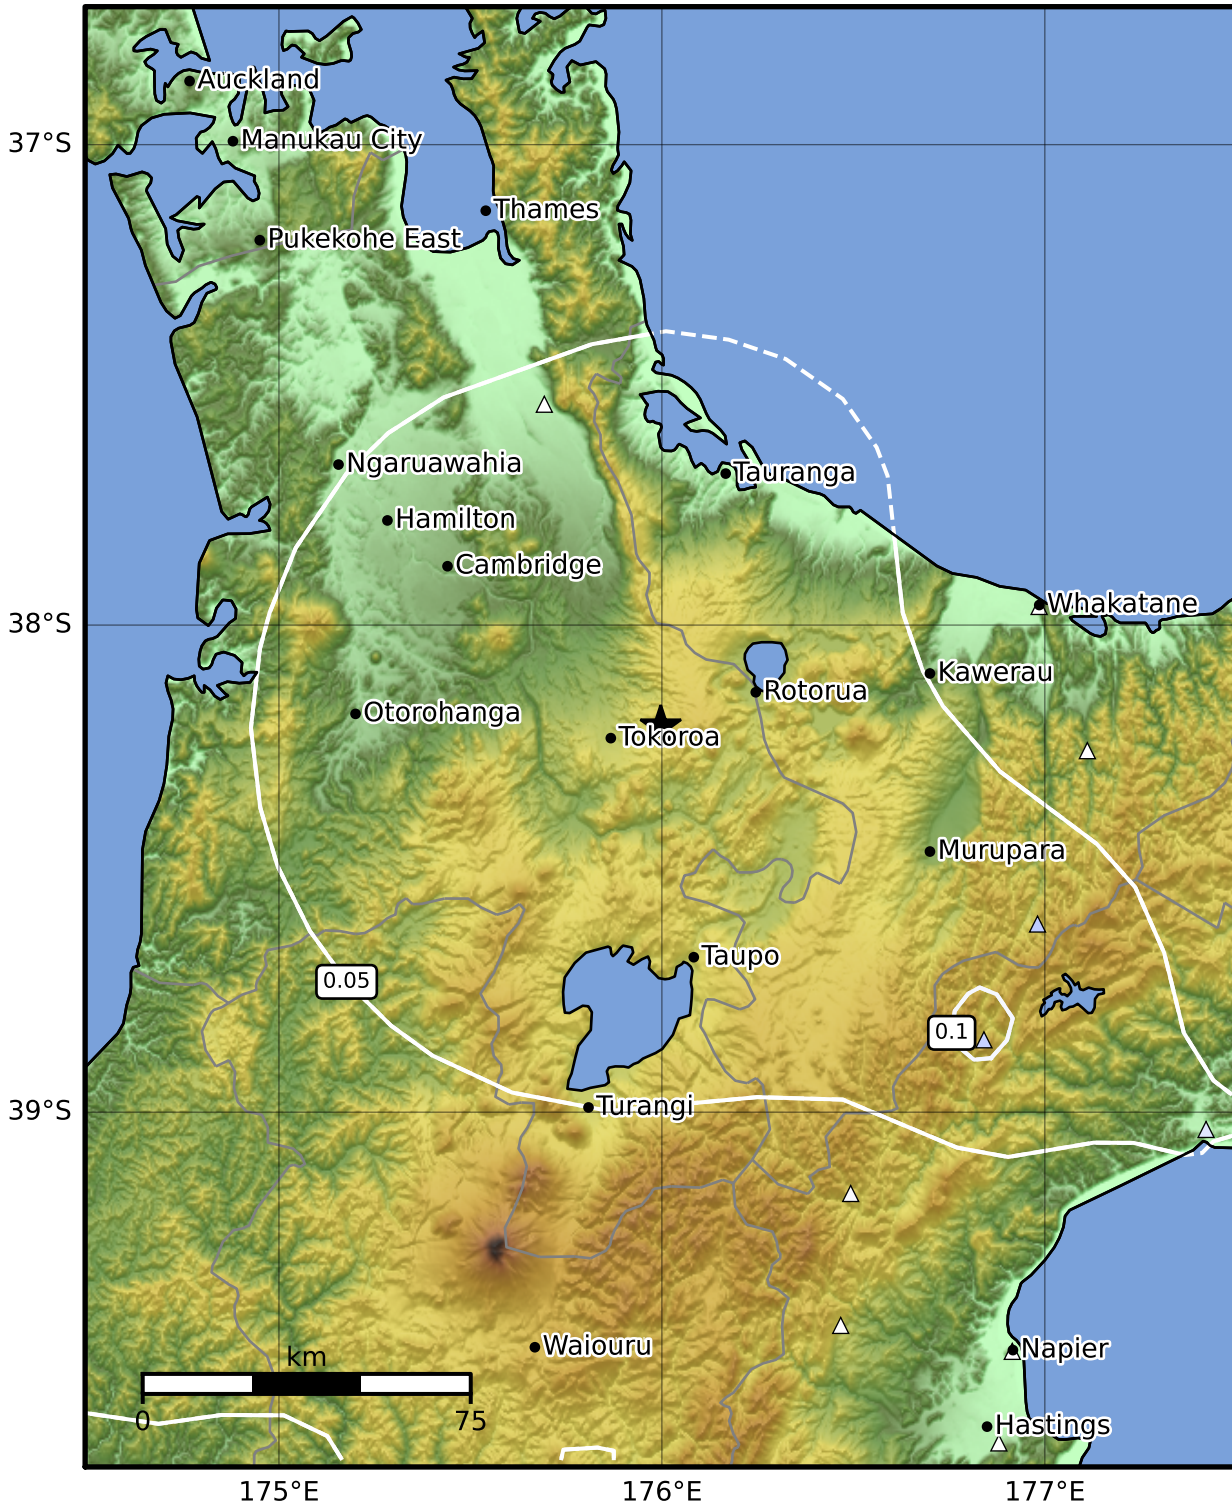 Auckland
Manukau City
37°S
Thames
Pukekohe East
Ngaruawahia
Tauranga
Hamilton
Cambridge
Whakatane
38°S
Kawerau
Rotorua
Otorohanga
Tokoroa
Murupara
Taupo
0.05
0.1
Turangi
39°S
Waiouru
Napier
km
0
75
Hastings
175°E
176°E
177°E